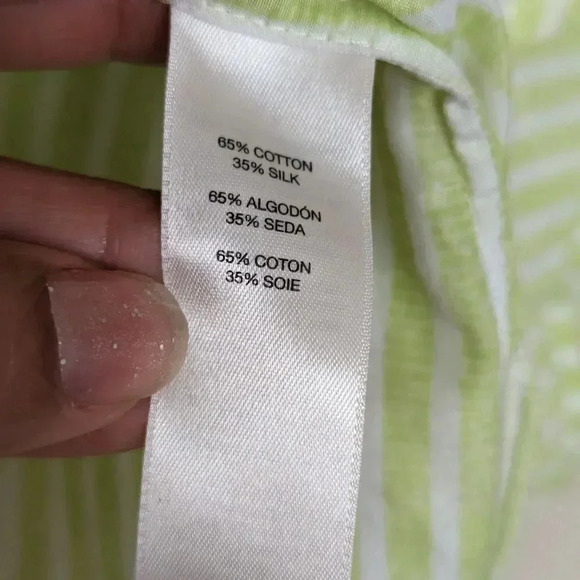 65% COTTON
35% SILK
65% ALGODÓN
35% SEDA
65% COTON
35% SOIE